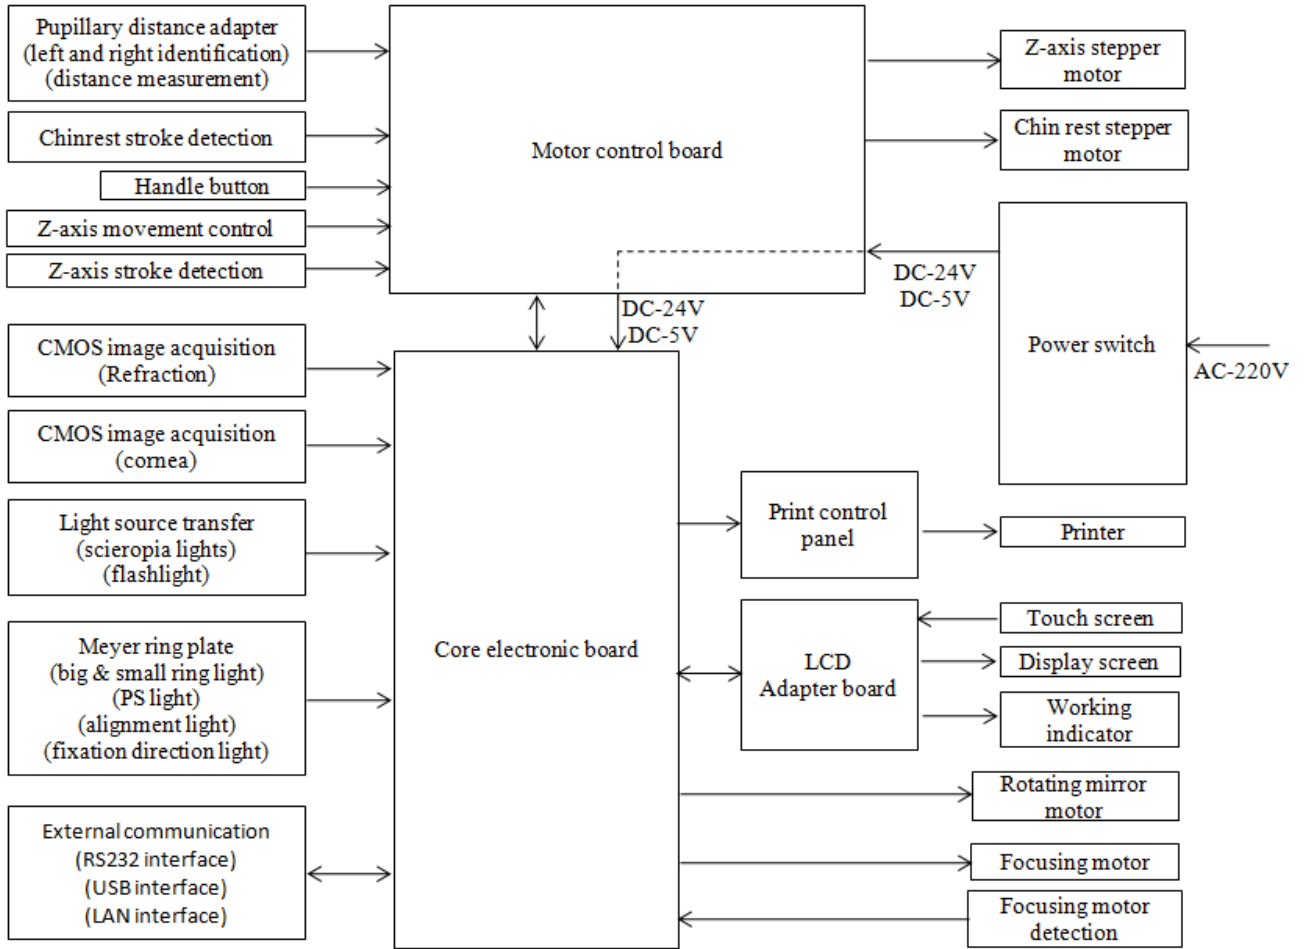 Pupillary distance adapter
(left and right identification)
(distance measurement)
Chinrest stroke detection
Handle button
Z-axis movement control
Z-axis stroke detection
Motor control board
Z-axis stepper
motor
Chin rest stepper
motor
DC-24V
DC-5V
DC-24V
DC-5V
Power switch
AC-220V
CMOS image acquisition
(Refraction)
CMOS image acquisition
(cornea)
Light source transfer
(scieropia lights)
(flashlight)
Meyer ring plate
(big & small ring light)
(PS light)
(alignment light)
(fixation direction light)
External communication
(RS232 interface)
(USB interface)
(LAN interface)
Core electronic board
Print control
panel
Printer
LCD
Adapter board
Touch screen
Display screen
Working
indicator
Rotating mirror
motor
Focusing motor
Focusing motor
detection